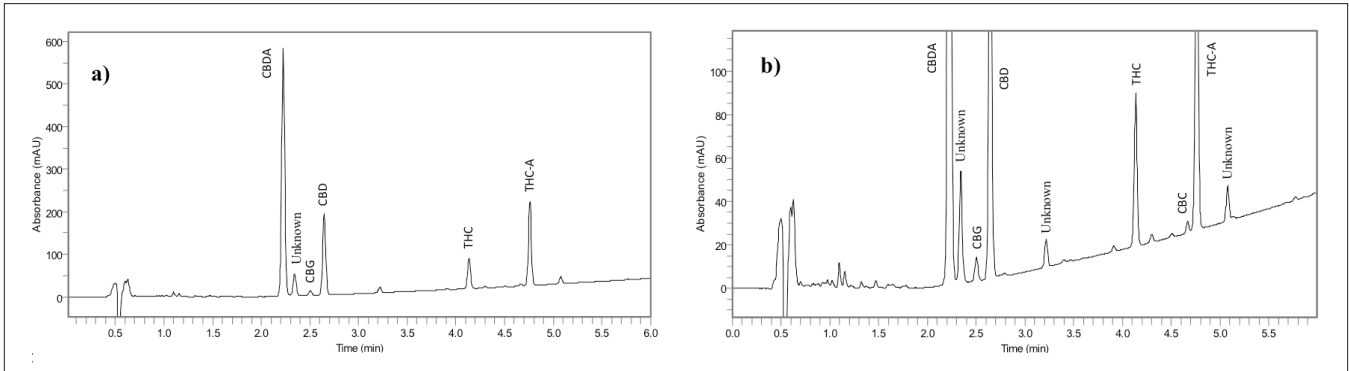 a)
Absorbance (mAU)
600
500
400
300
200
100
0
CBDA
Unknown
CBG
CBD
THC
THC-A
0.5 1.0 1.5 2.0 2.5 3.0 3.5 4.0 4.5 5.0 5.5 6.0
Time (min)
b)
Absorbance (mAU)
100
80
60
40
20
0
CBDA
Unknown
CBG
CBD
Unknown
THC
CBC
THC-A
Unknown
0.0 0.5 1.0 1.5 2.0 2.5 3.0 3.5 4.0 4.5 5.0 5.5
Time (min)